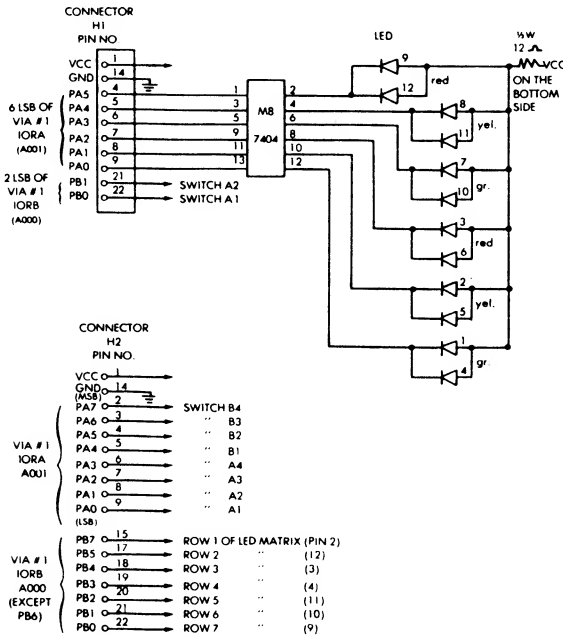 CONNECTOR
H1
PIN NO
LED
½W
12 Ω
VCC
ON THE
BOTTOM
SIDE
VCC 1
GND 14
PA5 4 1 2
PA4 5 3 4
PA3 6 5 6
PA2 7 9 8
PA1 8 11 10
PA0 9 13 12
PB1 21 SWITCH A2
PB0 22 SWITCH A1
6 LSB OF
VIA #1
IORA
(A001)
2 LSB OF
VIA #1
IORB
(A000)
M8
7404
9
12 red
8
11 yel.
7
10 gr.
3
6 red
2
5 yel.
1
4 gr.
CONNECTOR
H2
PIN NO.
VCC 1
GND 14
(MSB)
PA7 2 SWITCH B4
PA6 3 " B3
PA5 4 " B2
PA4 5 " B1
PA3 6 " A4
PA2 7 " A3
PA1 8 " A2
PA0 9 " A1
(LSB)
VIA #1
IORA
A001
PB7 15 ROW 1 OF LED MATRIX (PIN 2)
PB5 17 ROW 2 " (12)
PB4 18 ROW 3 " (3)
PB3 19 ROW 4 " (4)
PB2 20 ROW 5 " (11)
PB1 21 ROW 6 " (10)
PB0 22 ROW 7 " (9)
VIA #1
IORB
A000
(EXCEPT
PB6)